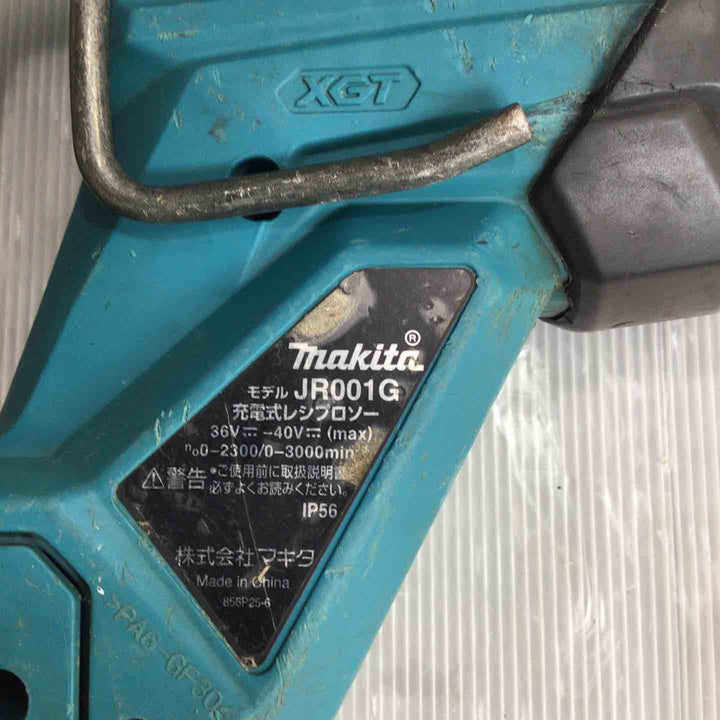 XGT
makita®
モデル JR001G
充電式レシプロソー
36V⎓-40V⎓(max)
n₀0-2300/0-3000min
⚠警告 •ご使用前に取扱説明
必ずよくお読みください。
IP56
株式会社マキタ
Made in China
>PA6-GF30